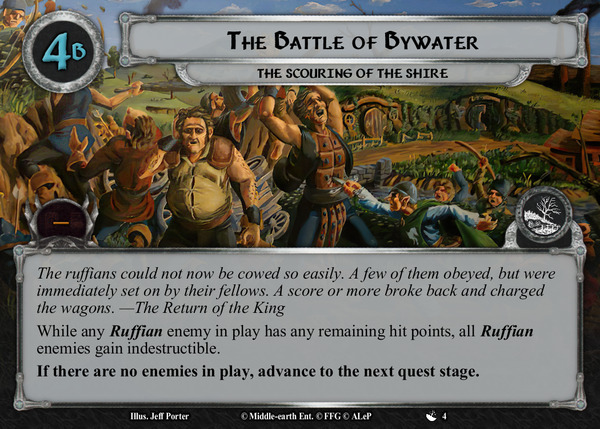 4B
THE BATTLE OF BYWATER
THE SCOURING OF THE SHIRE
–
The ruffians could not now be cowed so easily. A few of them obeyed, but were
immediately set on by their fellows. A score or more broke back and charged
the wagons. —The Return of the King
While any Ruffian enemy in play has any remaining hit points, all Ruffian
enemies gain indestructible.
If there are no enemies in play, advance to the next quest stage.
Illus. Jeff Porter © Middle-earth Ent. © FFG © ALeP 4